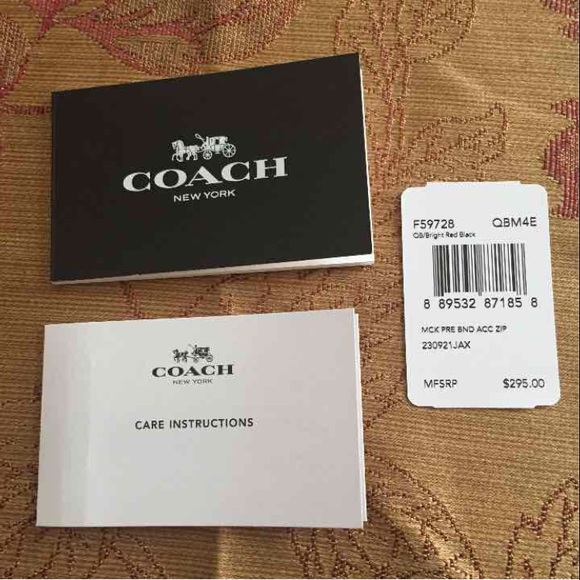 COACH
NEW YORK
F59728 QBM4E
QB/Bright Red Black
8 89532 87185 8
MCK PRE BND ACC ZIP
230921JAX
MFSRP $295.00
COACH
NEW YORK
CARE INSTRUCTIONS